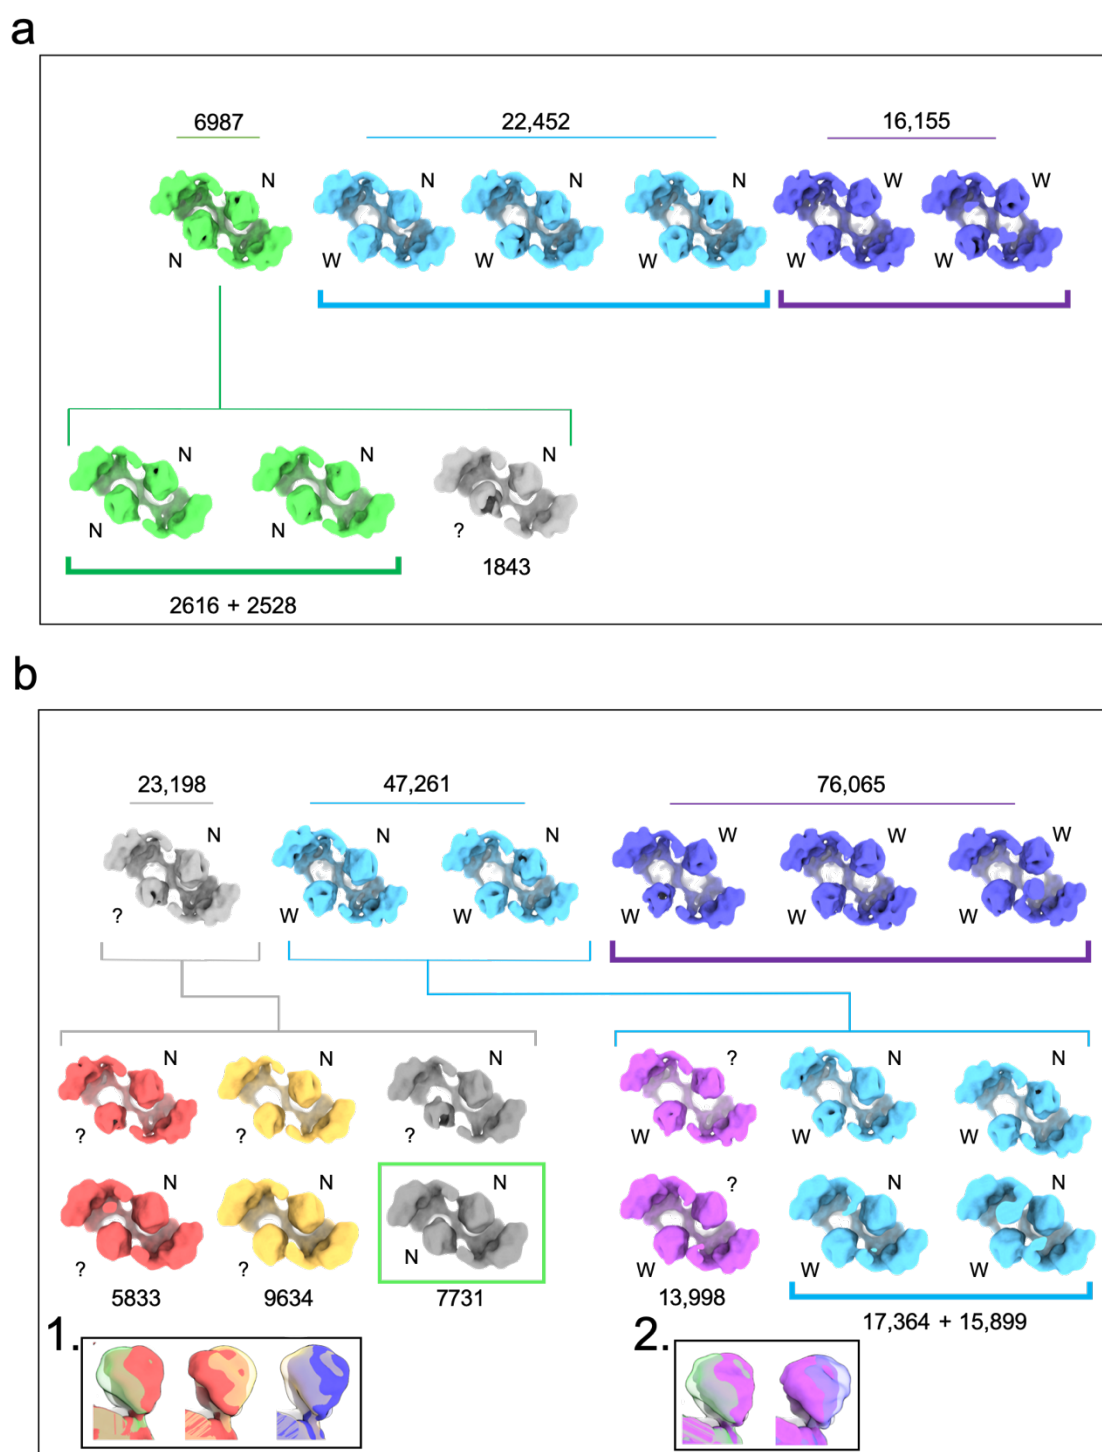 a
6987 22,452 16,155
N N N N W W
N W W W W W
N N N
N N ?
1843
2616 + 2528
b
23,198 47,261 76,065
N N N W W W
? W W W W W
N N N ? N N
? ? ? W W W
N N N ? N N
? ? N W W W
5833 9634 7731 13,998
17,364 + 15,899
1. 2.